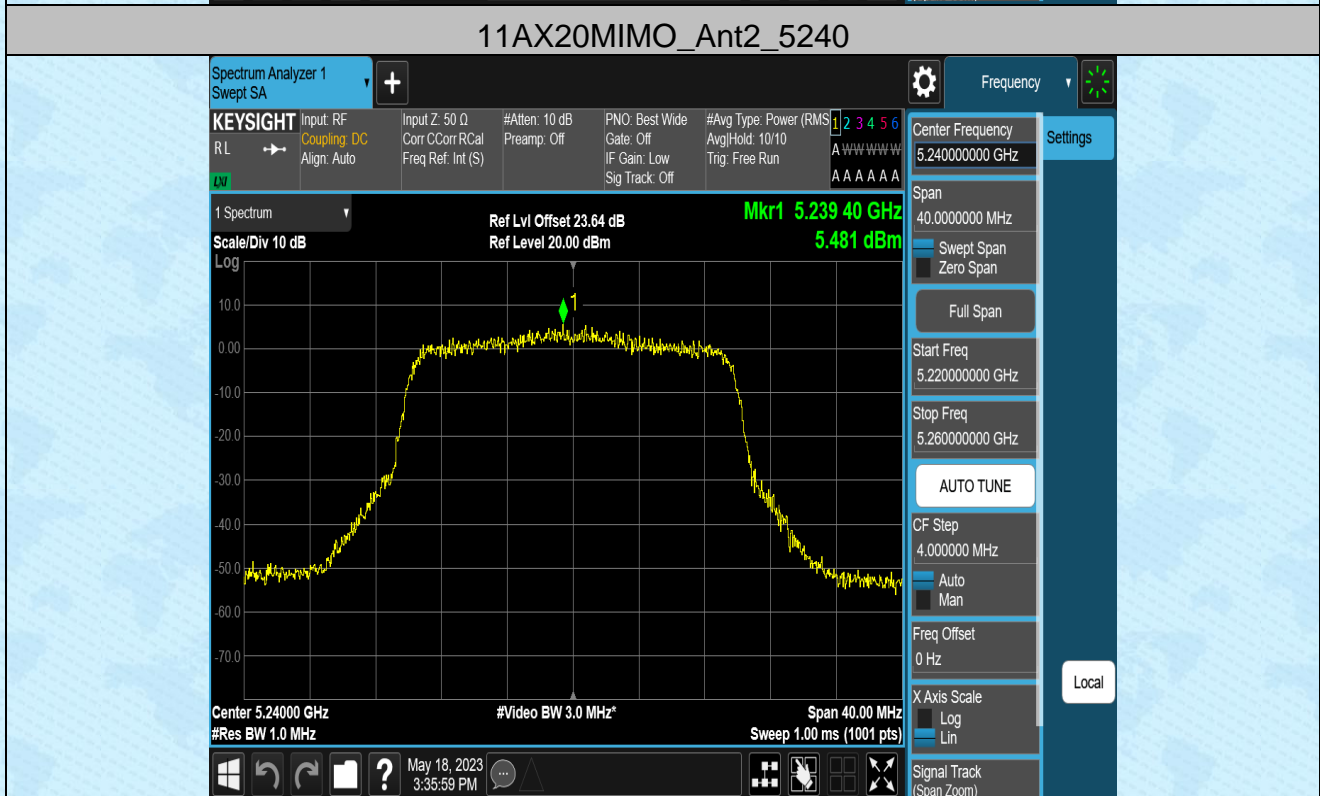 11AX20MIMO_Ant2_5240
Spectrum Analyzer 1
Swept SA
Frequency
KEYSIGHT
RL
LXI
Input: RF
Coupling: DC
Align: Auto
Input Z: 50 Ω
Corr CCorr RCal
Freq Ref: Int (S)
#Atten: 10 dB
Preamp: Off
PNO: Best Wide
Gate: Off
IF Gain: Low
Sig Track: Off
#Avg Type: Power (RMS
Avg|Hold: 10/10
Trig: Free Run
1 2 3 4 5 6
A W W W W W
A A A A A A
1 Spectrum
Scale/Div 10 dB
Log
Ref Lvl Offset 23.64 dB
Ref Level 20.00 dBm
Mkr1 5.239 40 GHz
5.481 dBm
1
10.0
0.00
-10.0
-20.0
-30.0
-40.0
-50.0
-60.0
-70.0
Center 5.24000 GHz
#Res BW 1.0 MHz
#Video BW 3.0 MHz*
Span 40.00 MHz
Sweep 1.00 ms (1001 pts)
Center Frequency
5.240000000 GHz
Settings
Span
40.0000000 MHz
Swept Span
Zero Span
Full Span
Start Freq
5.220000000 GHz
Stop Freq
5.260000000 GHz
AUTO TUNE
CF Step
4.000000 MHz
Auto
Man
Freq Offset
0 Hz
X Axis Scale
Log
Lin
Local
Signal Track
(Span Zoom)
?
May 18, 2023
3:35:59 PM